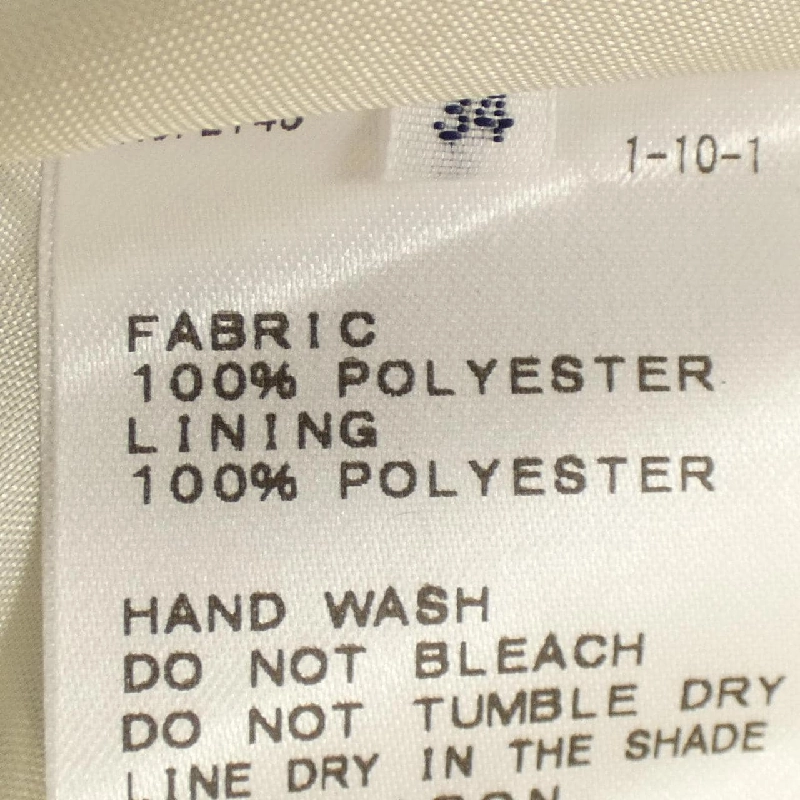 34
1-10-1
FABRIC
100% POLYESTER
LINING
100% POLYESTER
HAND WASH
DO NOT BLEACH
DO NOT TUMBLE DRY
LINE DRY IN THE SHADE